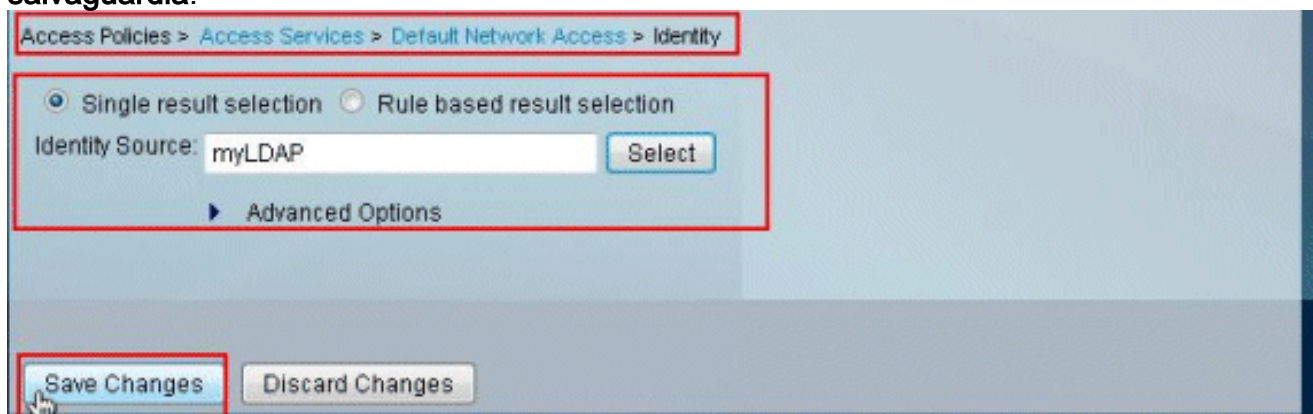 salvaguardia.
Access Policies > Access Services > Default Network Access > Identity
Single result selection Rule based result selection
Identity Source: myLDAP Select
Advanced Options
Save Changes Discard Changes